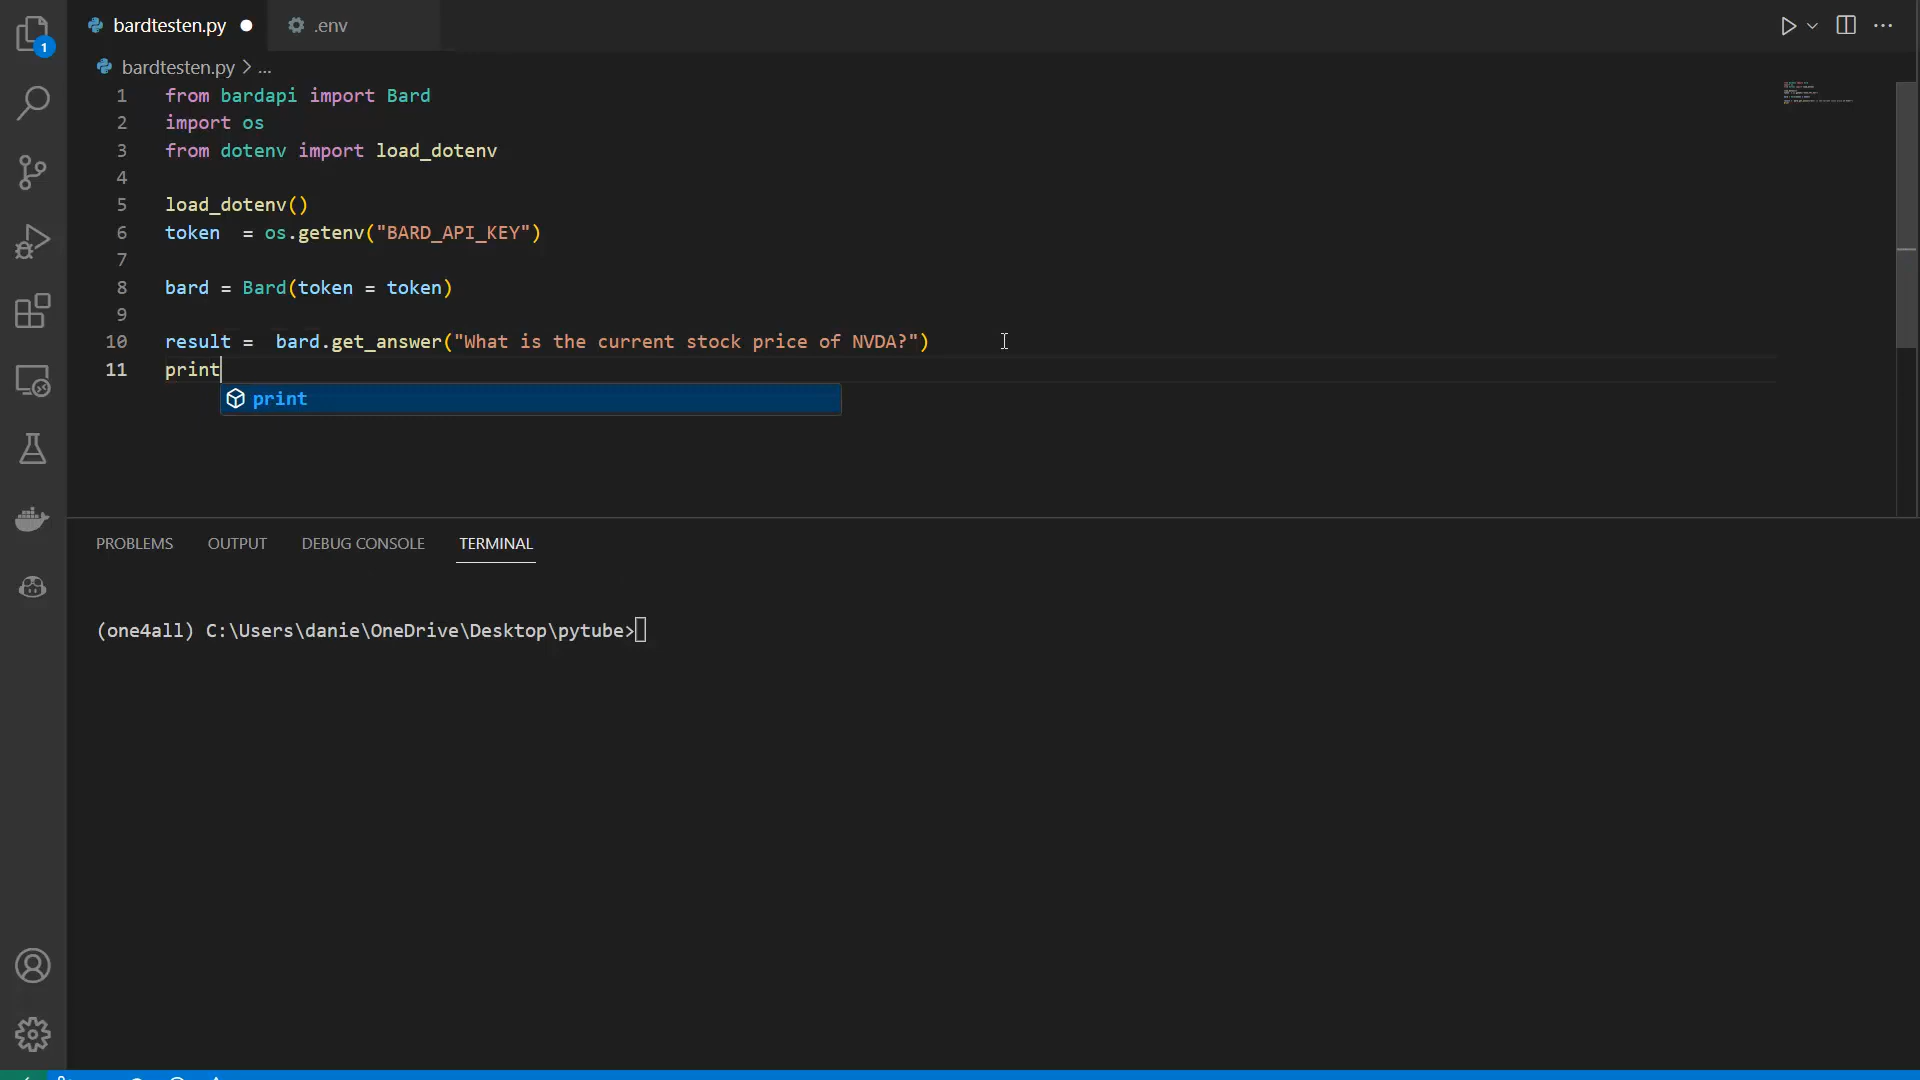 bardtesten.py
.env
1
bardtesten.py > ...
1 from bardapi import Bard
2 import os
3 from dotenv import load_dotenv
4
5 load_dotenv()
6 token  = os.getenv("BARD_API_KEY")
7
8 bard = Bard(token = token)
9
10 result =  bard.get_answer("What is the current stock price of NVDA?")
11 print
print
PROBLEMS OUTPUT DEBUG CONSOLE TERMINAL
(one4all) C:\Users\danie\OneDrive\Desktop\pytube>